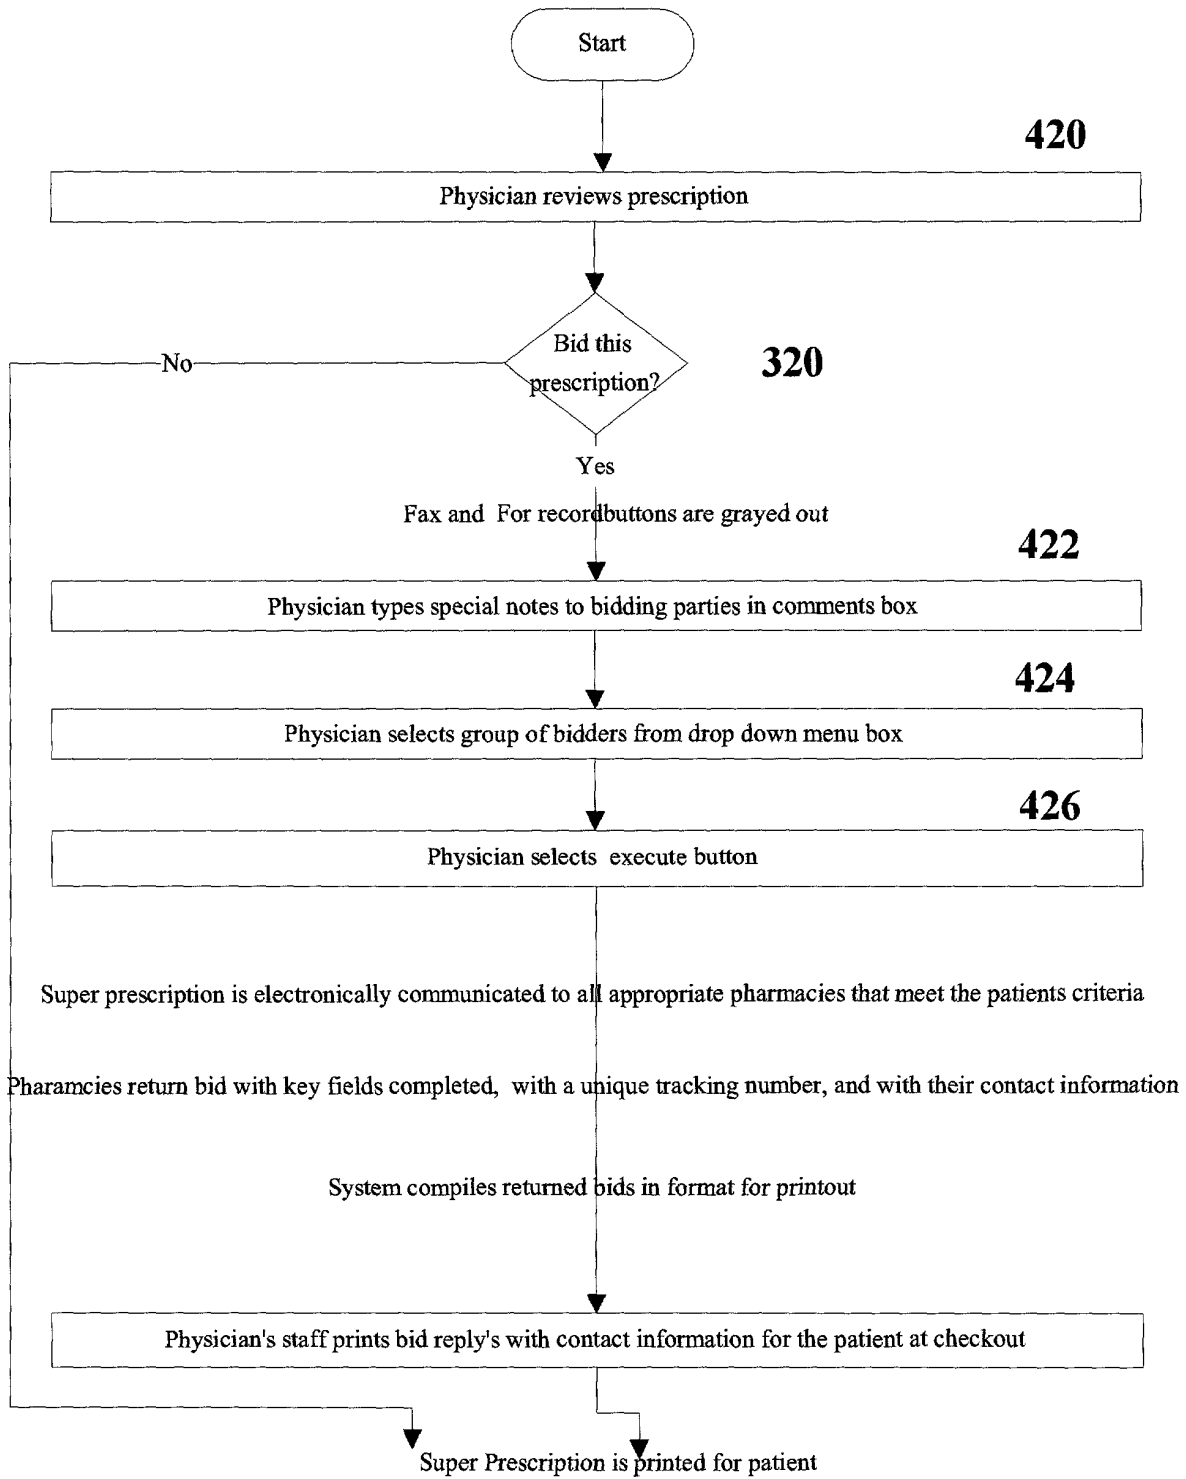 Start
420
Physician reviews prescription
Bid this
prescription?
320
No
Yes
Fax and For recordbuttons are grayed out
422
Physician types special notes to bidding parties in comments box
424
Physician selects group of bidders from drop down menu box
426
Physician selects execute button
Super prescription is electronically communicated to all appropriate pharmacies that meet the patients criteria
Pharamcies return bid with key fields completed, with a unique tracking number, and with their contact information
System compiles returned bids in format for printout
Physician's staff prints bid reply's with contact information for the patient at checkout
Super Prescription is printed for patient